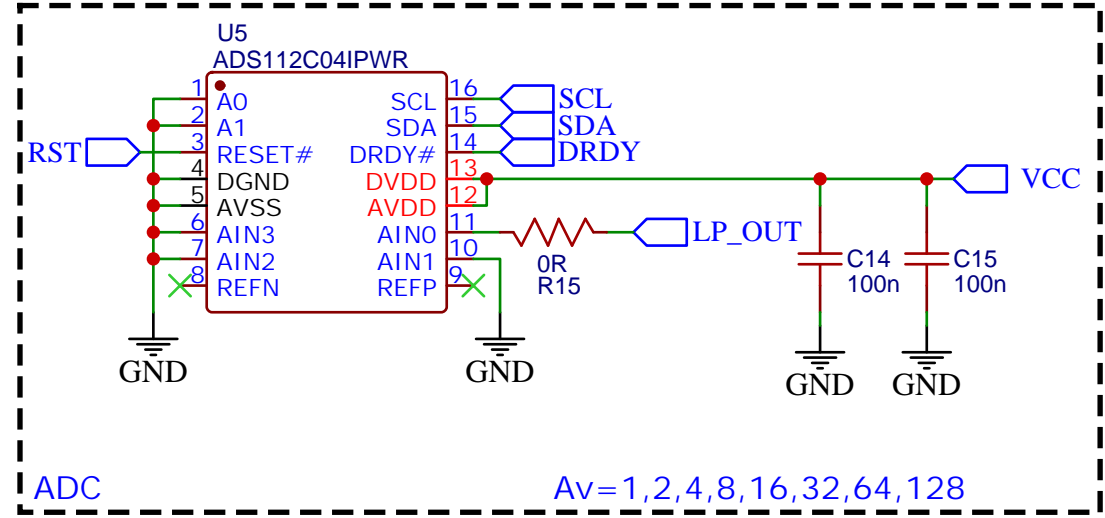 U5
ADS112C04IPWR
1 A0 SCL 16 SCL
2 A1 SDA 15 SDA
RST 3 RESET# DRDY# 14 DRDY
4 DGND DVDD 13 VCC
5 AVSS AVDD 12
6 AIN3 AIN0 11 LP_OUT
7 AIN2 AIN1 10
8 REFN REFP 9
0R
R15
C14
100n
C15
100n
GND
GND
GND
GND
ADC
Av=1,2,4,8,16,32,64,128